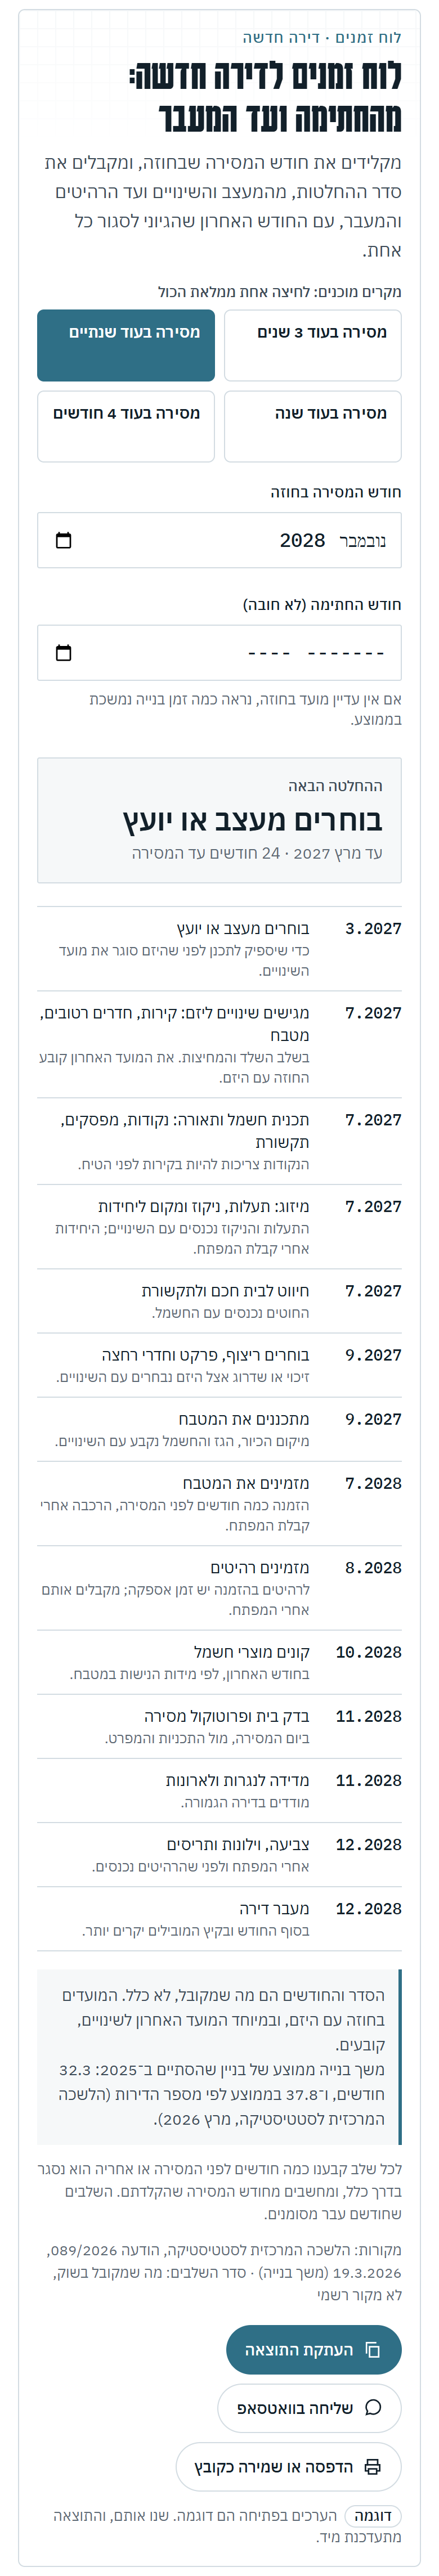 לוח זמנים · דירה חדשה
לוח זמנים לדירה חדשה:
מהחתימה ועד המעבר
מקלידים את חודש המסירה שבחוזה, ומקבלים את
סדר ההחלטות, מהמעצב והשינויים ועד הרהיטים
והמעבר, עם החודש האחרון שהגיוני לסגור כל
אחת.
מקרים מוכנים: לחיצה אחת ממלאת הכול
מסירה בעוד 3 שנים
מסירה בעוד שנתיים
מסירה בעוד שנה
מסירה בעוד 4 חודשים
חודש המסירה בחוזה
נובמבר 2028
חודש החתימה (לא חובה)
------- ----
אם אין עדיין מועד בחוזה, נראה כמה זמן בנייה נמשכת
בממוצע.
ההחלטה הבאה
בוחרים מעצב או יועץ
עד מרץ 2027 · 24 חודשים עד המסירה
3.2027 בוחרים מעצב או יועץ
כדי שיספיק לתכנן לפני שהיזם סוגר את מועד
השינויים.
7.2027 מגישים שינויים ליזם: קירות, חדרים רטובים,
מטבח
בשלב השלד והמחיצות. את המועד האחרון קובע
החוזה עם היזם.
7.2027 תכנית חשמל ותאורה: נקודות, מפסקים,
תקשורת
הנקודות צריכות להיות בקירות לפני הטיח.
7.2027 מיזוג: תעלות, ניקוז ומקום ליחידות
התעלות והניקוז נכנסים עם השינויים; היחידות
אחרי קבלת המפתח.
7.2027 חיווט לבית חכם ולתקשורת
החוטים נכנסים עם החשמל.
9.2027 בוחרים ריצוף, פרקט וחדרי רחצה
זיכוי או שדרוג אצל היזם נבחרים עם השינויים.
9.2027 מתכננים את המטבח
מיקום הכיור, הגז והחשמל נקבע עם השינויים.
7.2028 מזמינים את המטבח
הזמנה כמה חודשים לפני המסירה, הרכבה אחרי
קבלת המפתח.
8.2028 מזמינים רהיטים
לרהיטים בהזמנה יש זמן אספקה; מקבלים אותם
אחרי המפתח.
10.2028 קונים מוצרי חשמל
בחודש האחרון, לפי מידות הנישות במטבח.
11.2028 בדק בית ופרוטוקול מסירה
ביום המסירה, מול התכניות והמפרט.
11.2028 מדידה לנגרות ולארונות
מודדים בדירה הגמורה.
12.2028 צביעה, וילונות ותריסים
אחרי המפתח ולפני שהרהיטים נכנסים.
12.2028 מעבר דירה
בסוף החודש ובקיץ המובילים יקרים יותר.
הסדר והחודשים הם מה שמקובל, לא כלל. המועדים
בחוזה עם היזם, ובמיוחד המועד האחרון לשינויים,
קובעים.
משך בנייה ממוצע של בניין שהסתיים ב־2025: 32.3
חודשים, ו־37.8 בממוצע לפי מספר הדירות (הלשכה
המרכזית לסטטיסטיקה, מרץ 2026).
לכל שלב קבענו כמה חודשים לפני המסירה או אחריה הוא נסגר
בדרך כלל, ומחשבים מחודש המסירה שהקלדתם. השלבים
שחודשם עבר מסומנים.
מקורות: הלשכה המרכזית לסטטיסטיקה, הודעה 089/2026,
19.3.2026 (משך בנייה) · סדר השלבים: מה שמקובל בשוק,
לא מקור רשמי
העתקת התוצאה
שליחה בוואטסאפ
הדפסה או שמירה כקובץ
דוגמה הערכים בפתיחה הם דוגמה. שנו אותם, והתוצאה
מתעדכנת מיד.